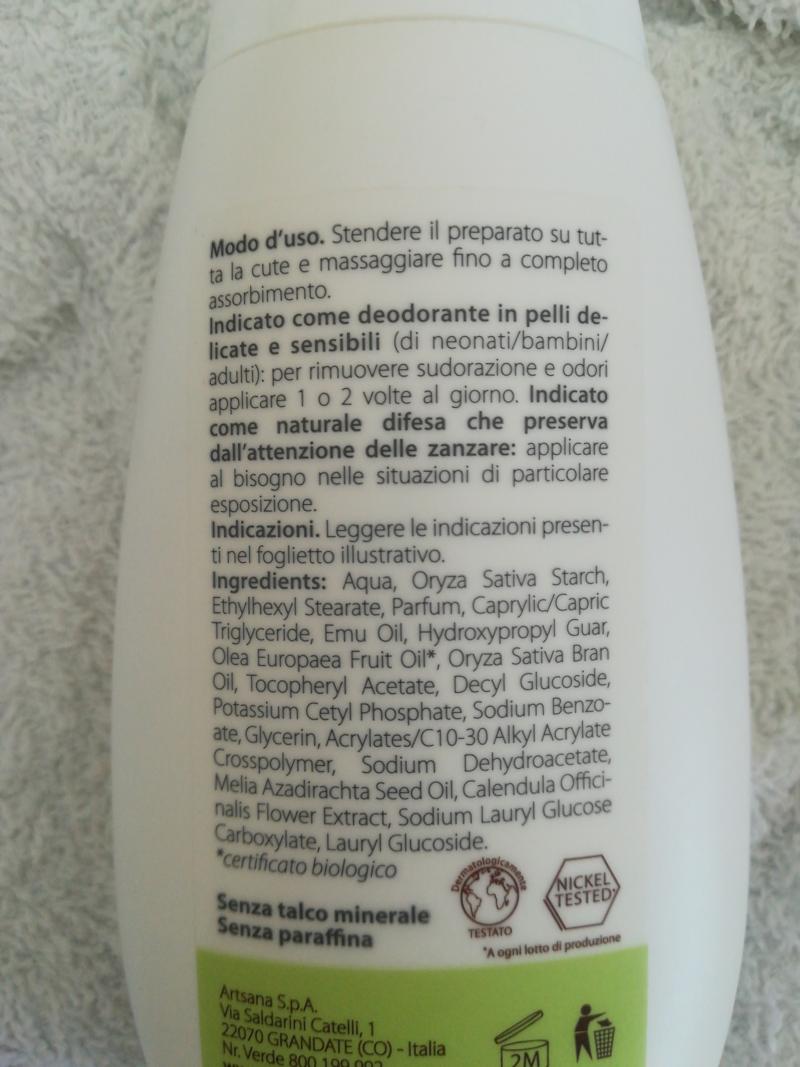 Modo d'uso. Stendere il preparato su tut-
ta la cute e massaggiare fino a completo
assorbimento.
Indicato come deodorante in pelli de-
licate e sensibili (di neonati/bambini/
adulti): per rimuovere sudorazione e odori
applicare 1 o 2 volte al giorno. Indicato
come naturale difesa che preserva
dall'attenzione delle zanzare: applicare
al bisogno nelle situazioni di particolare
esposizione.
Indicazioni. Leggere le indicazioni presen-
ti nel foglietto illustrativo.
Ingredients: Aqua, Oryza Sativa Starch,
Ethylhexyl Stearate, Parfum, Caprylic/Capric
Triglyceride, Emu Oil, Hydroxypropyl Guar,
Olea Europaea Fruit Oil*, Oryza Sativa Bran
Oil, Tocopheryl Acetate, Decyl Glucoside,
Potassium Cetyl Phosphate, Sodium Benzo-
ate, Glycerin, Acrylates/C10-30 Alkyl Acrylate
Crosspolymer, Sodium Dehydroacetate,
Melia Azadirachta Seed Oil, Calendula Offici-
nalis Flower Extract, Sodium Lauryl Glucose
Carboxylate, Lauryl Glucoside.
*certificato biologico
Dermatologicamente
TESTATO
NICKEL
TESTED*
Senza talco minerale
Senza paraffina
*A ogni lotto di produzione
Artsana S.p.A.
Via Saldarini Catelli, 1
22070 GRANDATE (CO) - Italia
Nr. Verde 800 199 092
2M